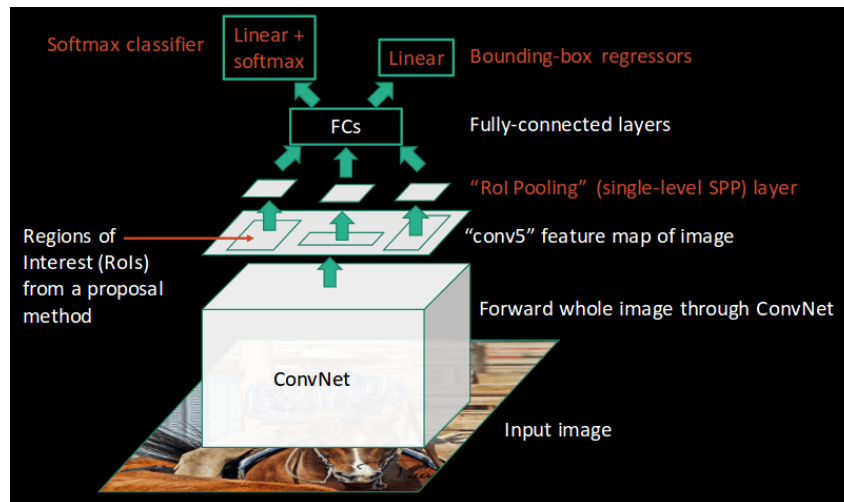 Softmax classifier
Linear +
softmax
Linear
Bounding-box regressors
FCs
Fully-connected layers
“RoI Pooling” (single-level SPP) layer
Regions of
Interest (RoIs)
from a proposal
method
“conv5” feature map of image
Forward whole image through ConvNet
ConvNet
Input image